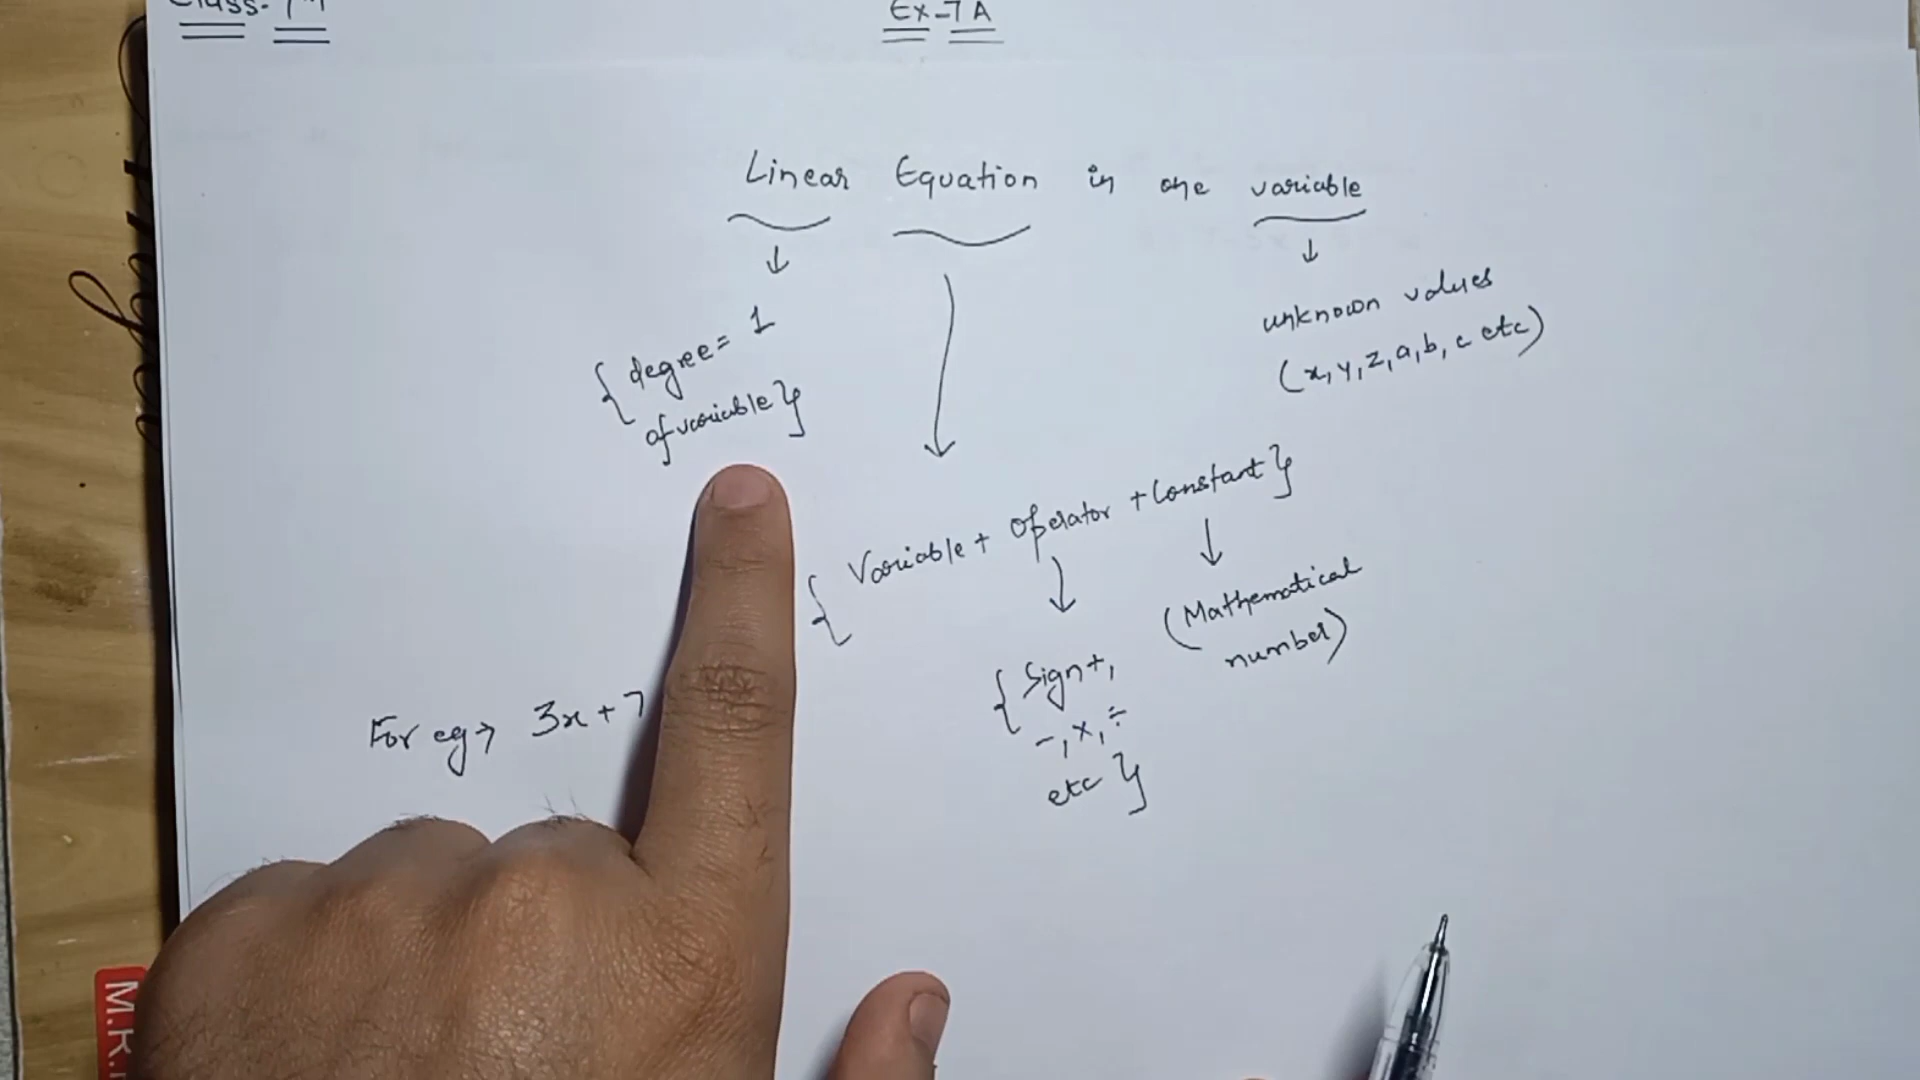 Ex-7A
Linear Equation in one variable
↓ ↓
{degree = 1
of variable}
unknown values
(x, y, z, a, b, c etc)
{Variable + operator + Constant}
↓ ↓
{Sign +,
-, x, ÷
etc}
(Mathematical
number)
For eg → 3x + 7
M.R.